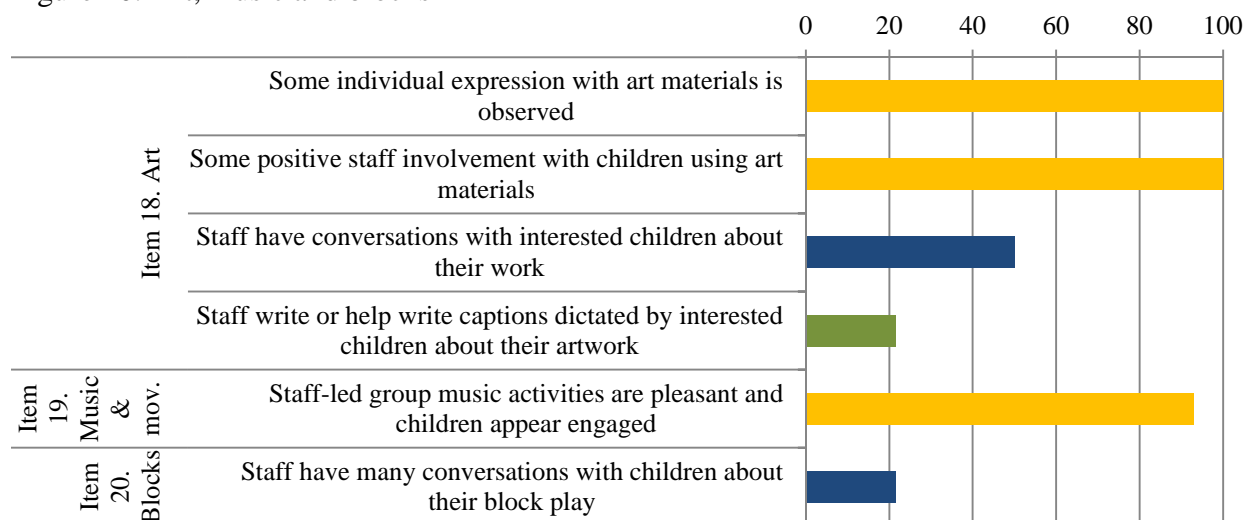 0 20 40 60 80 100
Some individual expression with art materials is
observed
Some positive staff involvement with children using art
materials
Item 18. Art
Staff have conversations with interested children about
their work
Staff write or help write captions dictated by interested
children about their artwork
Item
19.
Music
&
mov.
Staff-led group music activities are pleasant and
children appear engaged
Item
20.
Blocks
Staff have many conversations with children about
their block play